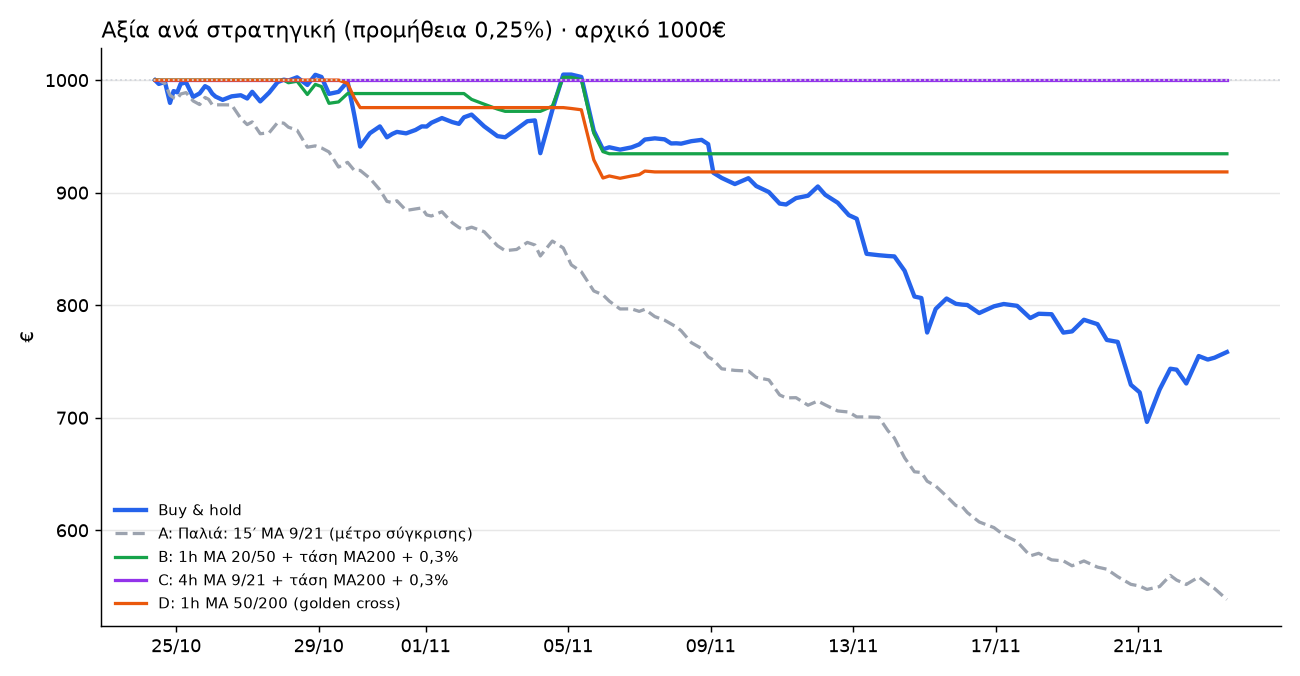 Αξία ανά στρατηγική (προμήθεια 0,25%) · αρχικό 1000€
1000
900
800
700
600
€
Buy & hold
A: Παλιά: 15′ MA 9/21 (μέτρο σύγκρισης)
B: 1h MA 20/50 + τάση MA200 + 0,3%
C: 4h MA 9/21 + τάση MA200 + 0,3%
D: 1h MA 50/200 (golden cross)
25/10 29/10 01/11 05/11 09/11 13/11 17/11 21/11